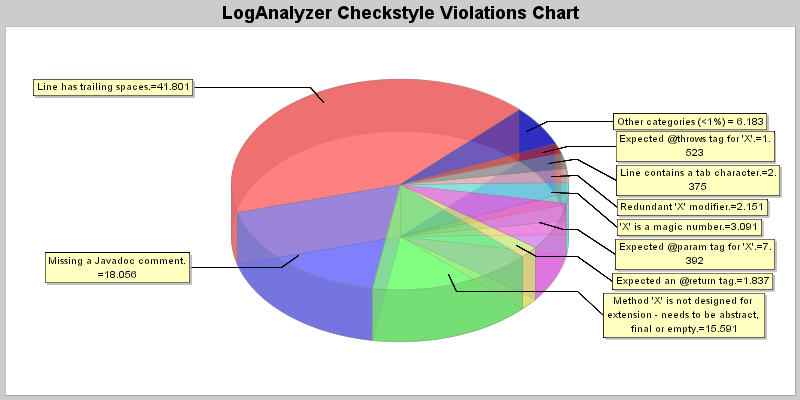 LogAnalyzer Checkstyle Violations Chart
Line has trailing spaces.=41.801
Other categories (<1%) = 6.183
Expected @throws tag for 'X'.=1.
523
Line contains a tab character.=2.
375
Redundant 'X' modifier.=2.151
'X' is a magic number.=3.091
Expected @param tag for 'X'.=7.
392
Missing a Javadoc comment.
=18.056
Expected an @return tag.=1.837
Method 'X' is not designed for
extension - needs to be abstract,
final or empty.=15.591